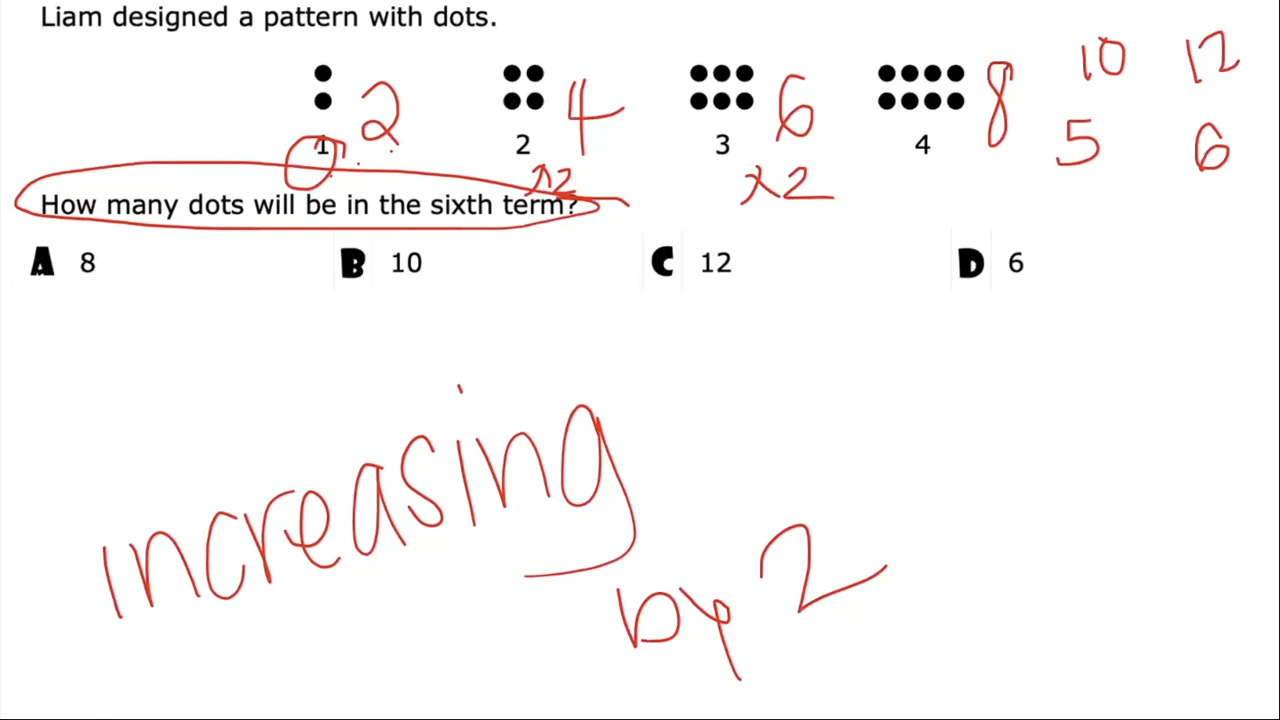 Liam designed a pattern with dots.
2 4 6 8 10 12
1 2 3 4 5 6
x2 x2
How many dots will be in the sixth term?
A 8 B 10 C 12 D 6
increasing
by 2